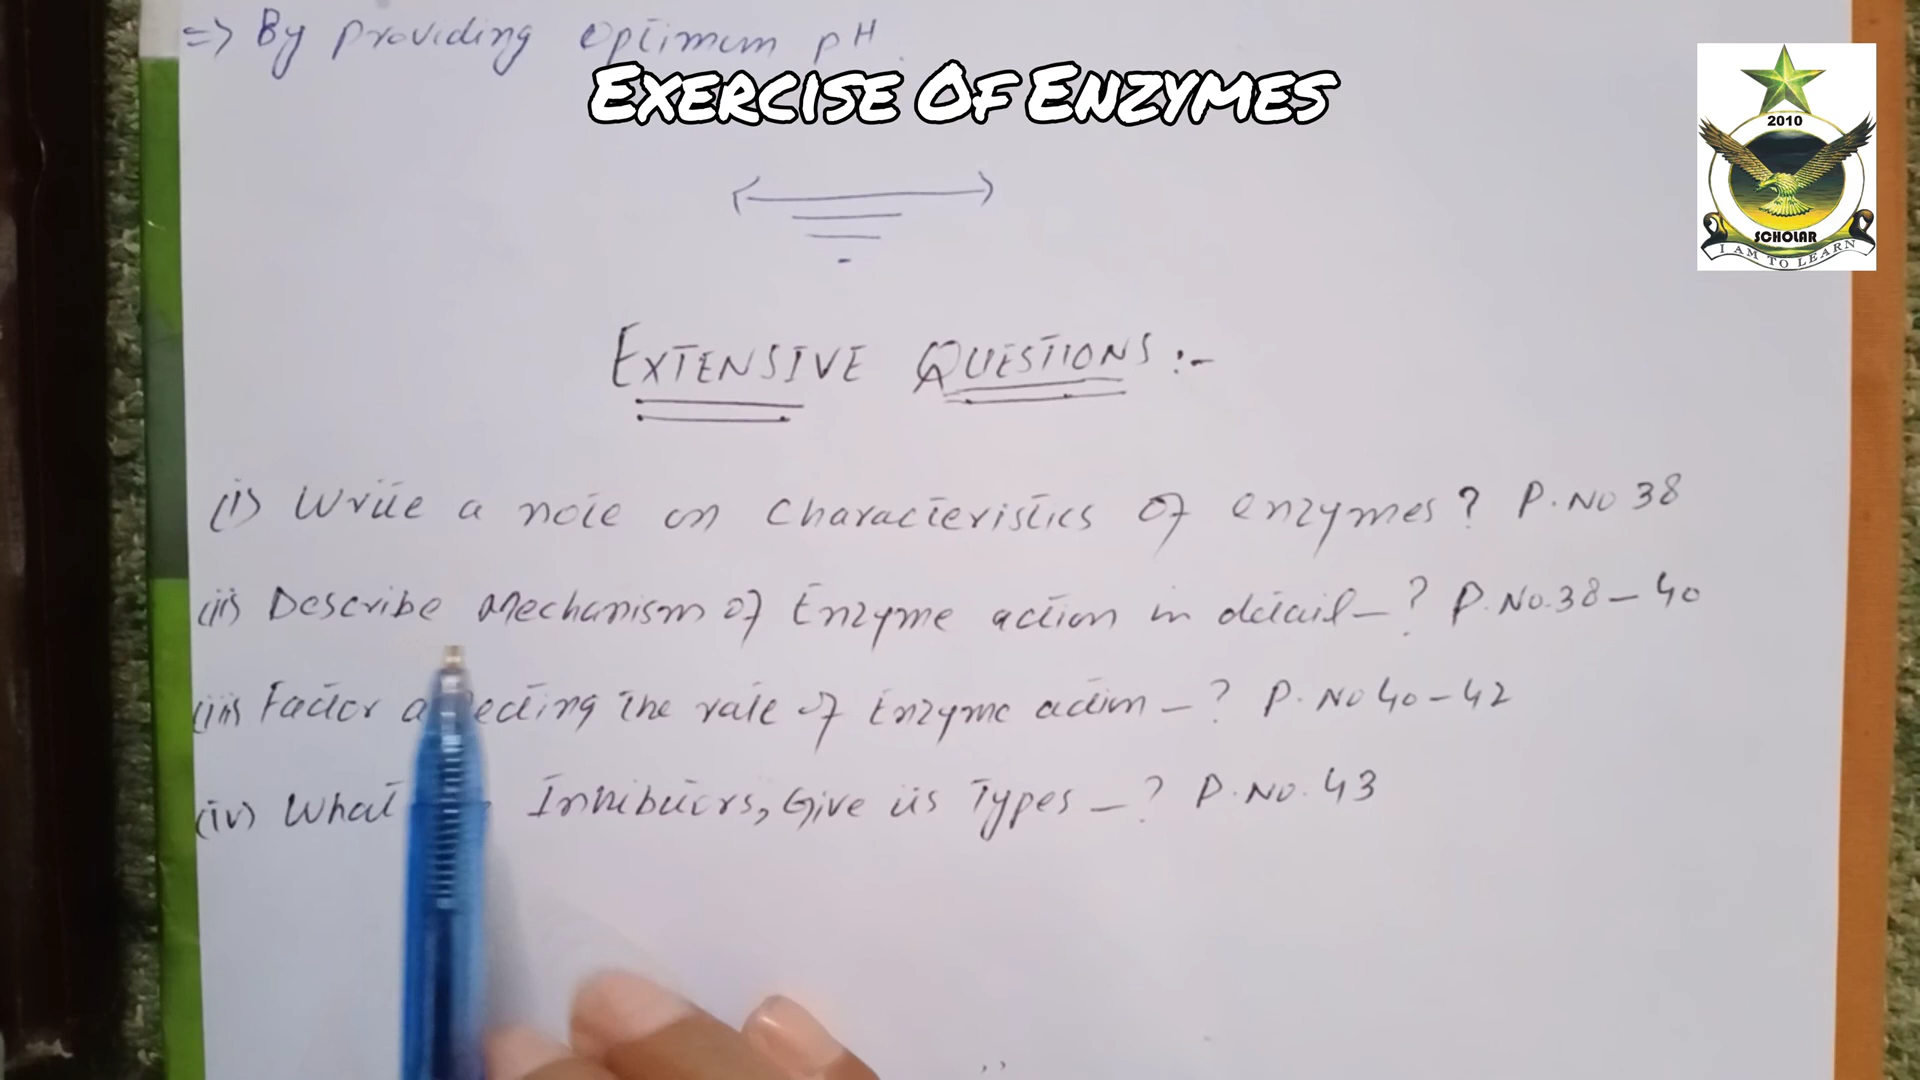 => By providing optimum pH.
Exercise Of Enzymes
2010
SCHOLAR
I AM TO LEARN
EXTENSIVE QUESTIONS :-
(i) Write a note on characteristics of enzymes? P.No 38
(ii) Describe Mechanism of Enzyme action in detail_? P.No.38-40
(iii) Factor affecting the rate of Enzyme action _? P.No 40-42
(iv) What Inhibitors, Give its Types _? P.No.43